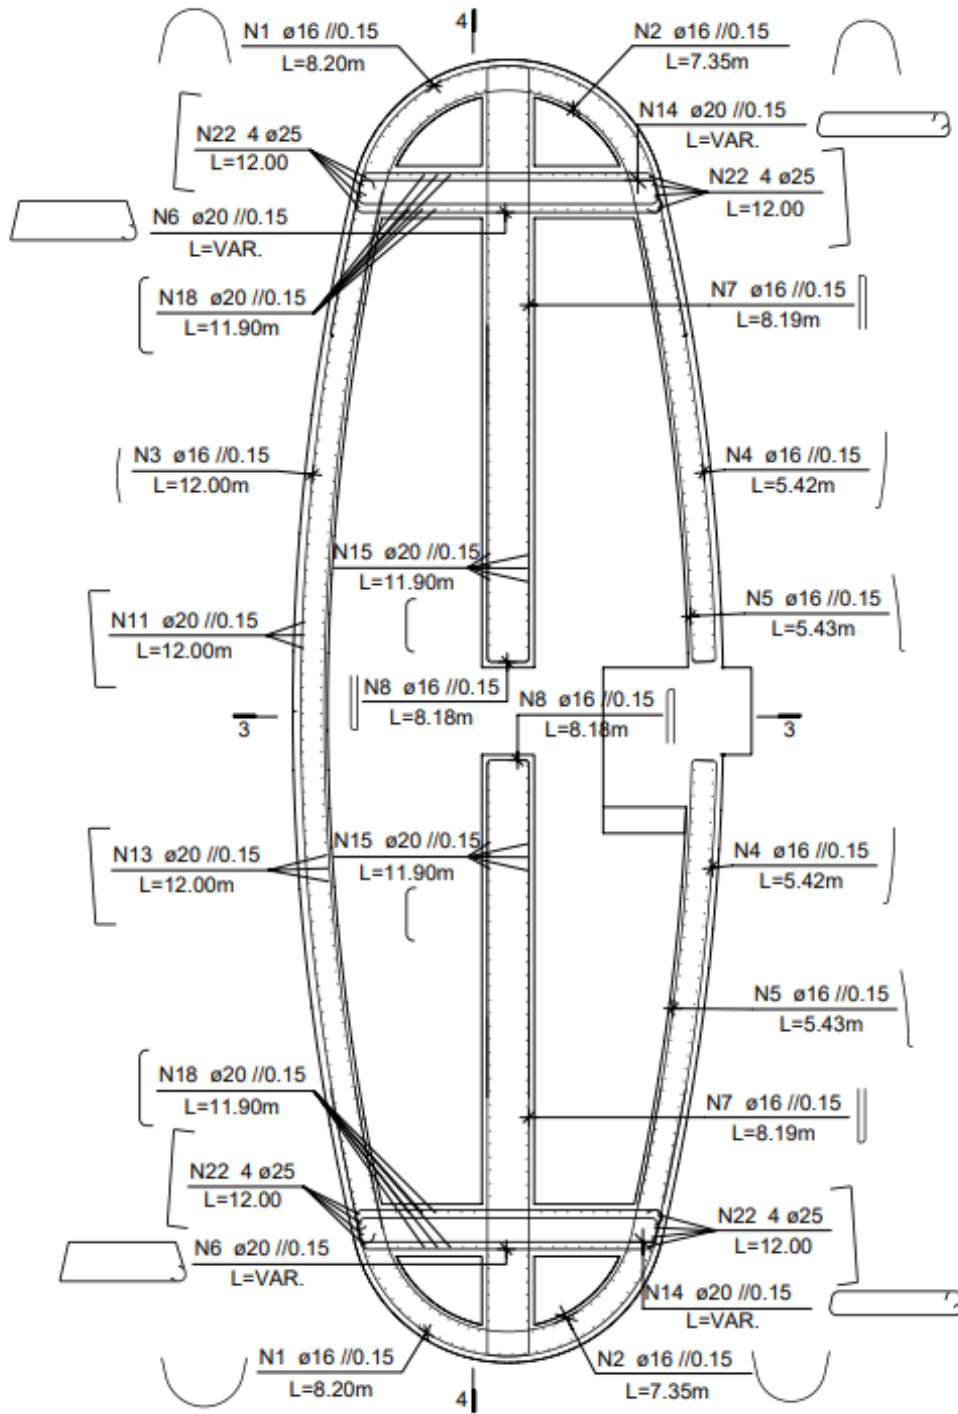 4
N1 ø16 //0.15
L=8.20m
N2 ø16 //0.15
L=7.35m
N14 ø20 //0.15
L=VAR.
N22 4 ø25
L=12.00
N22 4 ø25
L=12.00
N6 ø20 //0.15
L=VAR.
N18 ø20 //0.15
L=11.90m
N7 ø16 //0.15
L=8.19m
N3 ø16 //0.15
L=12.00m
N4 ø16 //0.15
L=5.42m
N15 ø20 //0.15
L=11.90m
N11 ø20 //0.15
L=12.00m
N5 ø16 //0.15
L=5.43m
N8 ø16 //0.15
L=8.18m
N8 ø16 //0.15
L=8.18m
3
3
N15 ø20 //0.15
L=11.90m
N13 ø20 //0.15
L=12.00m
N4 ø16 //0.15
L=5.42m
N5 ø16 //0.15
L=5.43m
N18 ø20 //0.15
L=11.90m
N7 ø16 //0.15
L=8.19m
N22 4 ø25
L=12.00
N22 4 ø25
L=12.00
N6 ø20 //0.15
L=VAR.
N14 ø20 //0.15
L=VAR.
N1 ø16 //0.15
L=8.20m
N2 ø16 //0.15
L=7.35m
4